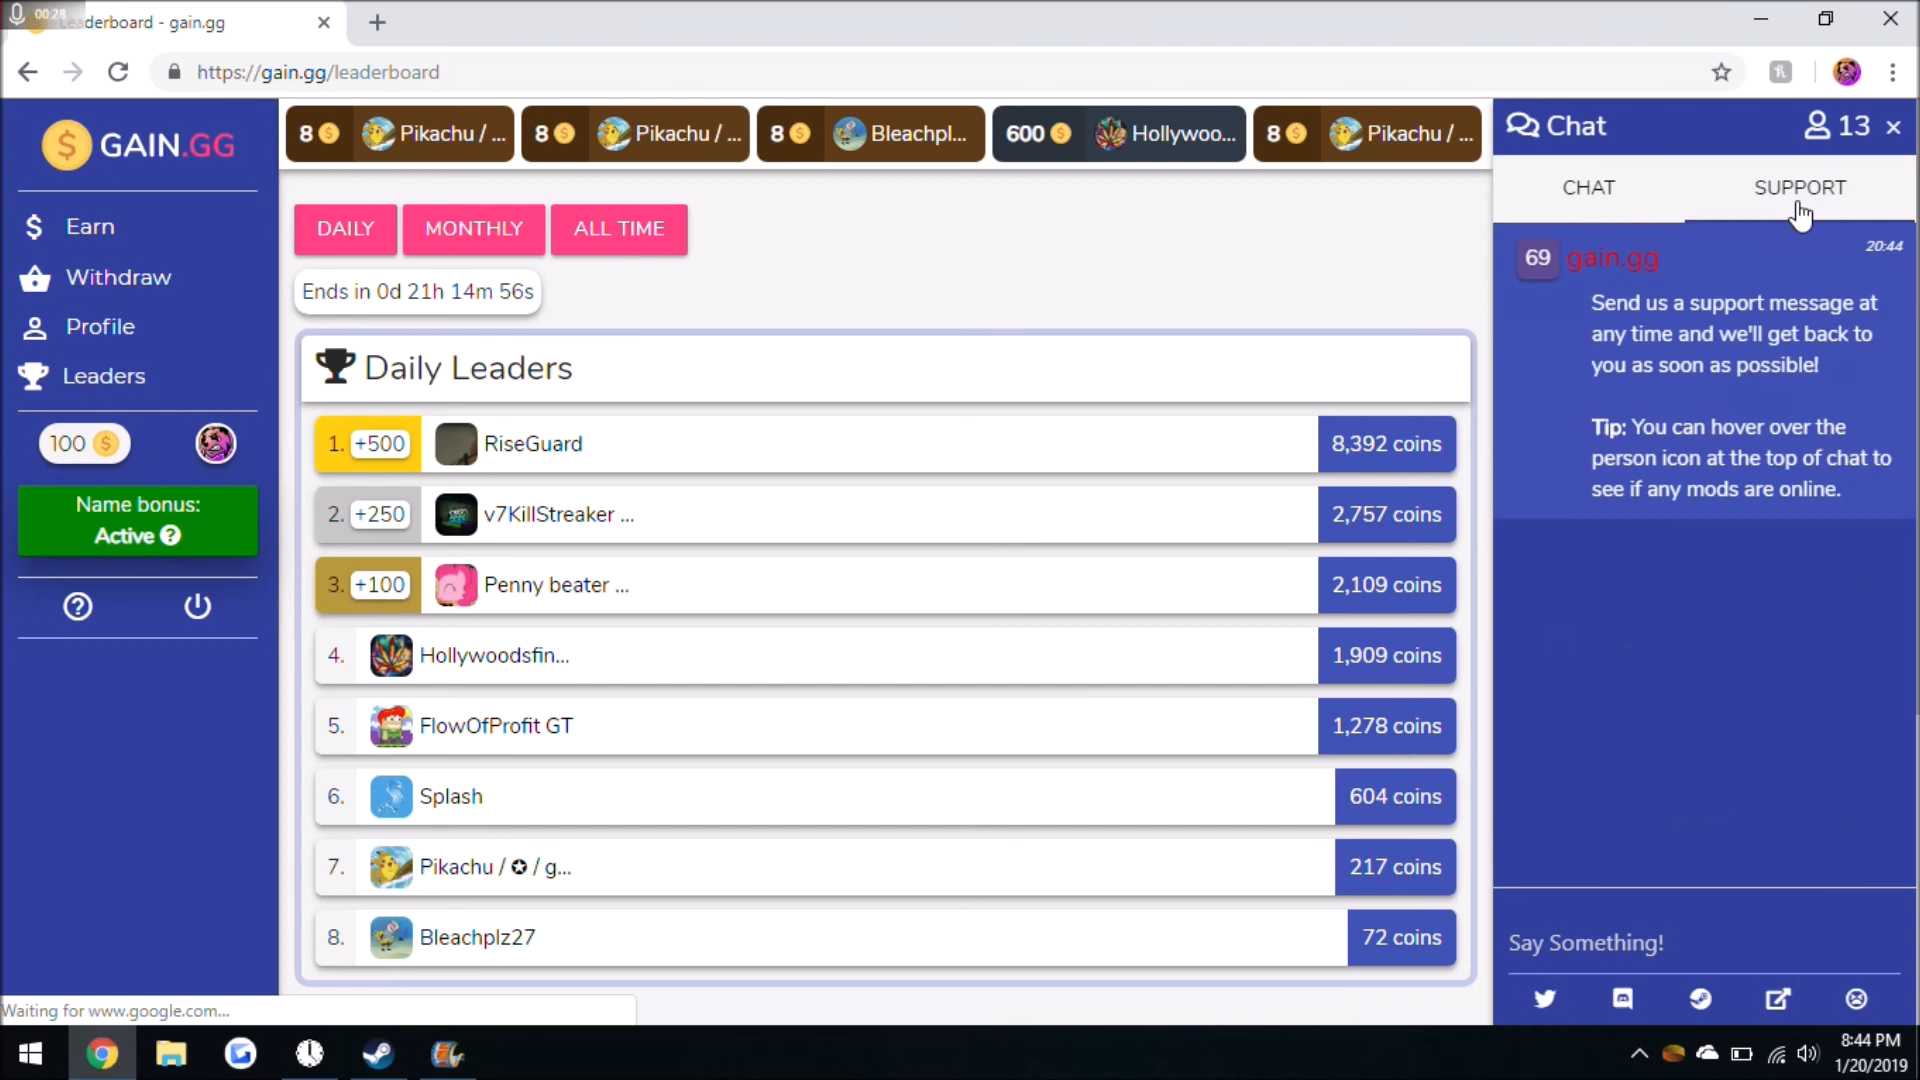 00:28
aderboard - gain.gg
https://gain.gg/leaderboard
GAIN.GG
Earn
Withdraw
Profile
Leaders
100
Name bonus:
Active
8 Pikachu / ...
8 Pikachu / ...
8 Bleachpl...
600 Hollywoo...
8 Pikachu / ...
DAILY
MONTHLY
ALL TIME
Ends in 0d 21h 14m 56s
Daily Leaders
1. +500 RiseGuard 8,392 coins
2. +250 v7KillStreaker ... 2,757 coins
3. +100 Penny beater ... 2,109 coins
4. Hollywoodsfin... 1,909 coins
5. FlowOfProfit GT 1,278 coins
6. Splash 604 coins
7. Pikachu / ✪ / g... 217 coins
8. Bleachplz27 72 coins
Chat
13
CHAT
SUPPORT
69 gain.gg 20:44
Send us a support message at
any time and we'll get back to
you as soon as possible!
Tip: You can hover over the
person icon at the top of chat to
see if any mods are online.
Say Something!
Waiting for www.google.com...
8:44 PM
1/20/2019